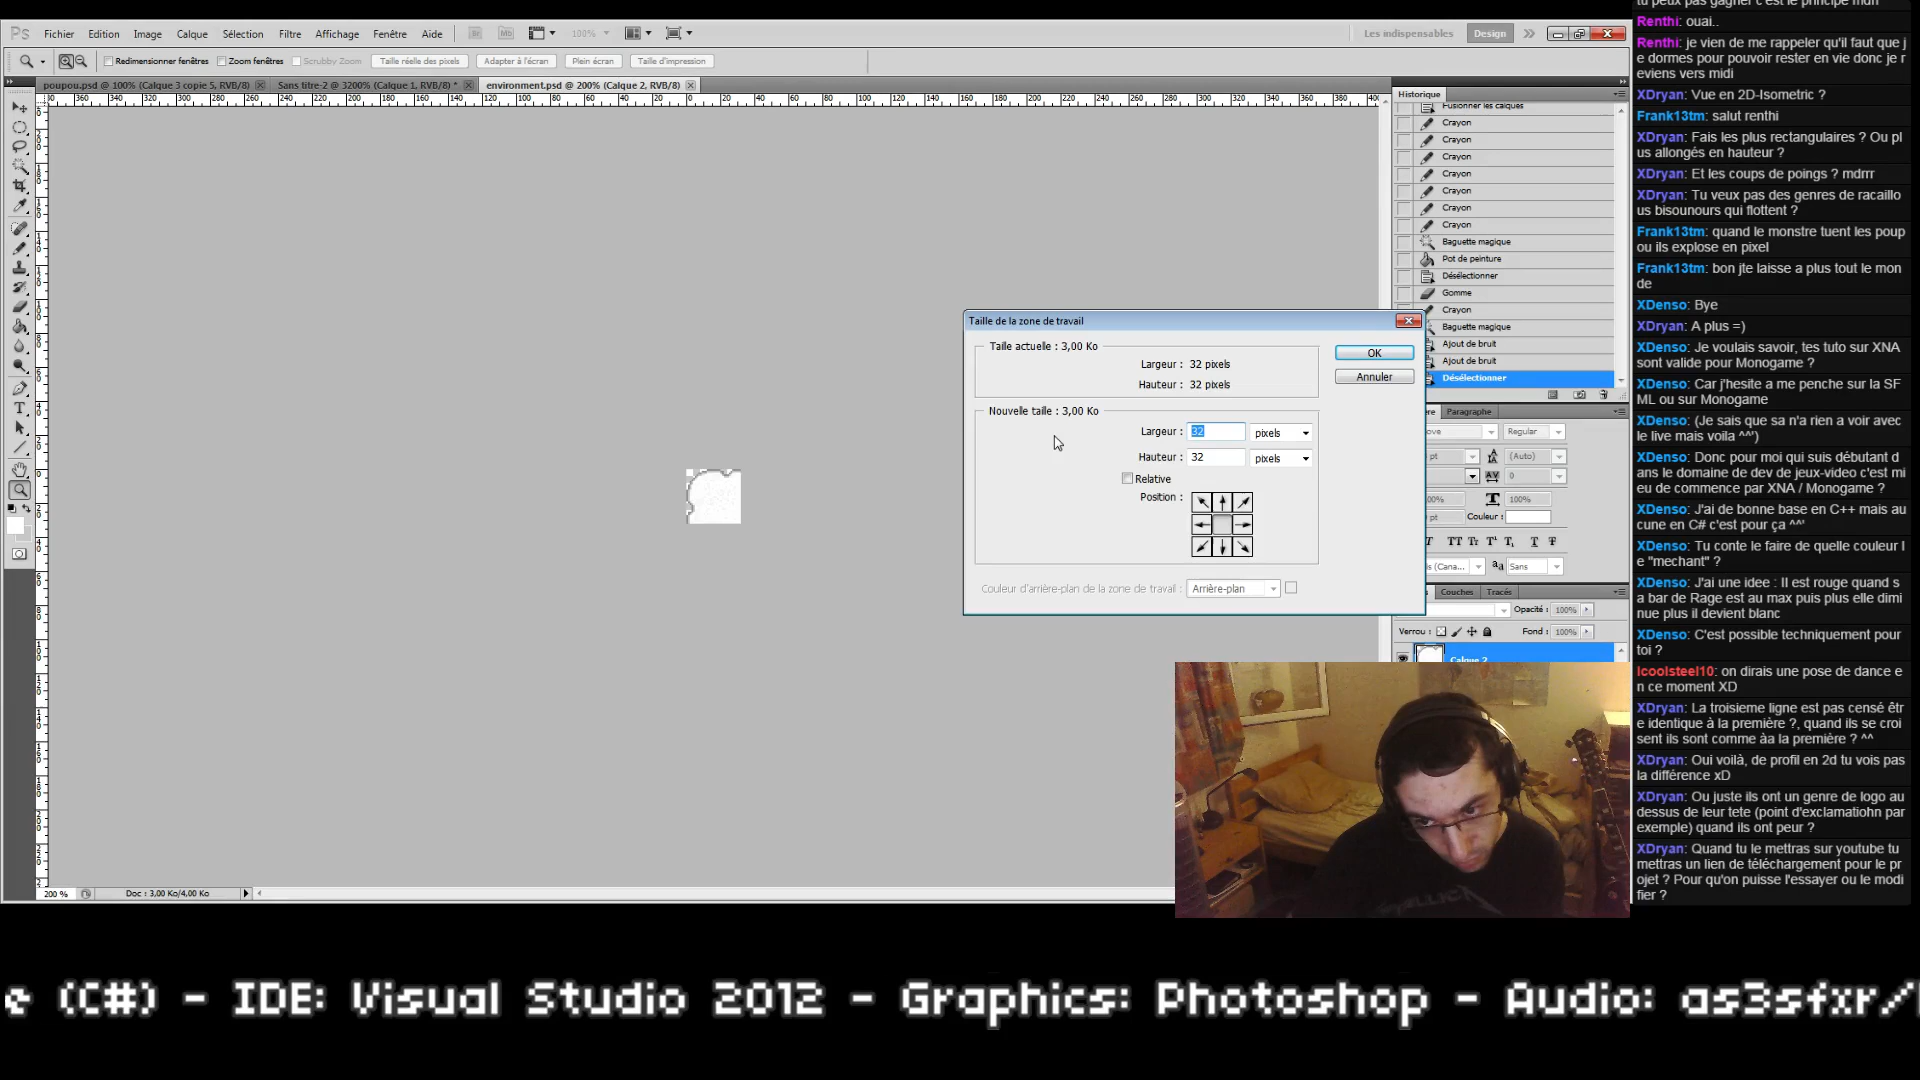 Ps Fichier Edition Image Calque Sélection Filtre Affichage Fenêtre Aide Br Mb 100% Les indispensables Design
Redimensionner fenêtres Zoom fenêtres Scrubby Zoom Taille réelle des pixels Adapter à l'écran Plein écran Taille d'impression
poupou.psd @ 100% (Calque 3 copie 5, RVB/8) Sans titre-2 @ 3200% (Calque 1, RVB/8) * environment.psd @ 200% (Calque 2, RVB/8)
Historique
Fusionner les calques
Crayon
Crayon
Crayon
Crayon
Crayon
Crayon
Crayon
Baguette magique
Pot de peinture
Désélectionner
Gomme
Crayon
Baguette magique
Ajout de bruit
Ajout de bruit
Désélectionner
Paragraphe
Regular
(Auto)
Couleur :
Sans
Couches Tracés
Opacité : 100%
Verrou : Fond : 100%
Calque 2
Taille de la zone de travail
Taille actuelle : 3,00 Ko
Largeur : 32 pixels
Hauteur : 32 pixels
OK
Annuler
Nouvelle taille : 3,00 Ko
Largeur : 32 pixels
Hauteur : 32 pixels
Relative
Position :
Couleur d'arrière-plan de la zone de travail : Arrière-plan
200 % Doc : 3,00 Ko/4,00 Ko
tu peux pas gagner c'est le principe mdrr
Renthi: ouai..
Renthi: je vien de me rappeler qu'il faut que j
e dormes pour pouvoir rester en vie donc je r
eviens vers midi
XDryan: Vue en 2D-Isometric ?
Frank13tm: salut renthi
XDryan: Fais les plus rectangulaires ? Ou pl
us allongés en hauteur ?
XDryan: Et les coups de poings ? mdrrr
XDryan: Tu veux pas des genres de racaillo
us bisounours qui flottent ?
Frank13tm: quand le monstre tuent les poup
ou ils explose en pixel
Frank13tm: bon jte laisse a plus tout le mon
de
XDenso: Bye
XDryan: A plus =)
XDenso: Je voulais savoir, tes tuto sur XNA
sont valide pour Monogame ?
XDenso: Car j'hesite a me penche sur la SF
ML ou sur Monogame
XDenso: (Je sais que sa n'a rien a voir avec
le live mais voila ^^')
XDenso: Donc pour moi qui suis débutant d
ans le domaine de dev de jeux-video c'est mi
eu de commence par XNA / Monogame ?
XDenso: J'ai de bonne base en C++ mais au
cune en C# c'est pour ça ^^'
XDenso: Tu conte le faire de quelle couleur l
e "mechant" ?
XDenso: J'ai une idee : Il est rouge quand s
a bar de Rage est au max puis plus elle dimi
nue plus il devient blanc
XDenso: C'est possible techniquement pour
toi ?
lcoolsteel10: on dirais une pose de dance e
n ce moment XD
XDryan: La troisieme ligne est pas censé êtr
e identique à la première ?, quand ils se croi
sent ils sont comme àa la première ? ^^
XDryan: Oui voilà, de profil en 2d tu vois pas
la différence xD
XDryan: Ou juste ils ont un genre de logo au
dessus de leur tete (point d'exclamatiohn par
exemple) quand ils ont peur ?
XDryan: Quand tu le mettras sur youtube tu
mettras un lien de téléchargement pour le pr
ojet ? Pour qu'on puisse l'essayer ou le modi
fier ?
e (C#) - IDE: Visual Studio 2012 - Graphics: Photoshop - Audio: as3sfxr/